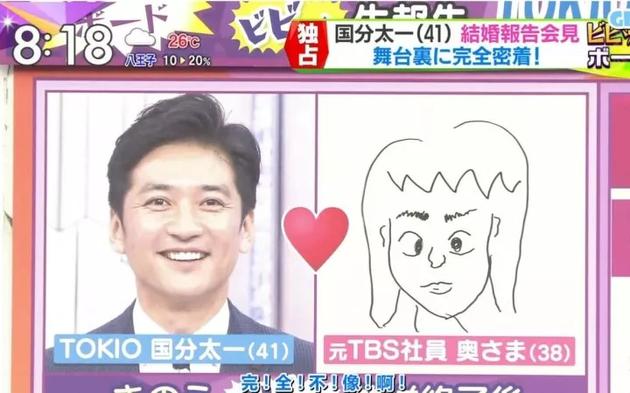 8:18
26℃
八王子 10▶20%
独占
国分太一(41) 結婚報告会見
舞台裏に完全密着!
TOKIO 国分太一(41)
元TBS社員 奥さま(38)
完!全!不!像!啊!